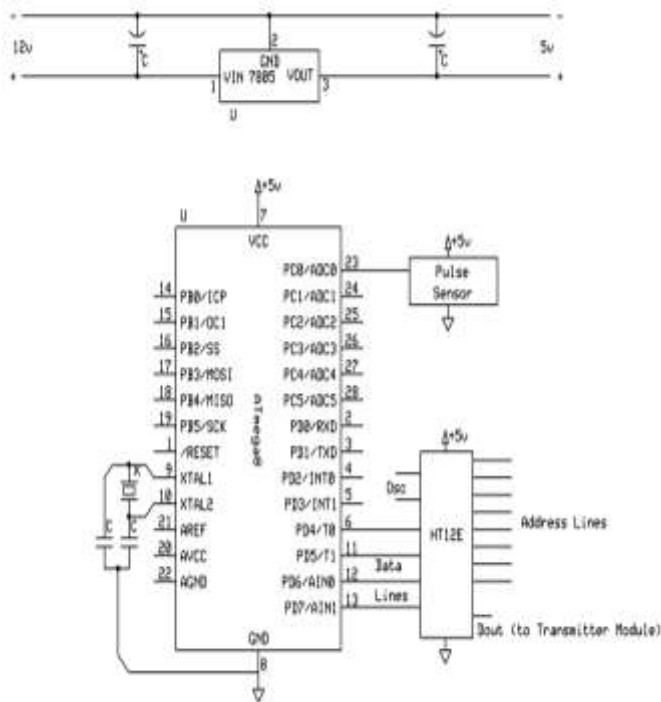 -
-
12v
C
2
GND
C
5v
+
1
VIN 7805 VOUT
3
+
U
+5v
U
7
VCC
+5v
PC0/ADC0 23
Pulse
Sensor
14 PB0/ICP
PC1/ADC1 24
15 PB1/OC1
PC2/ADC2 25
16 PB2/SS
PC3/ADC3 26
17 PB3/MOSI
PC4/ADC4 27
18 PB4/MISO
PC5/ADC5 28
aTmega8
19 PB5/SCK
PD0/RXD 2
+5v
1 /RESET
PD1/TXD 3
X
9 XTAL1
PD2/INT0 4
Osc
10 XTAL2
PD3/INT1 5
C
C
21 AREF
PD4/T0 6
HT12E
Address Lines
20 AVCC
PD5/T1 11
Data
22 AGND
PD6/AIN0 12
Lines
PD7/AIN1 13
GND
8
Dout (to Transmitter Module)